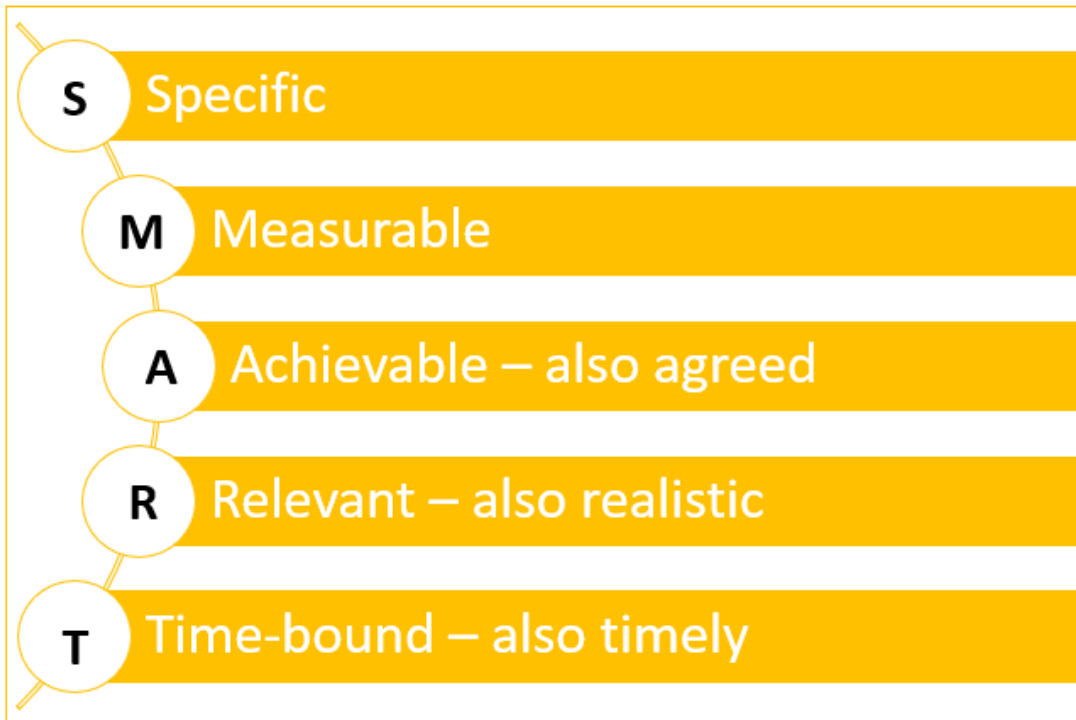 S Specific
M Measurable
A Achievable – also agreed
R Relevant – also realistic
T Time-bound – also timely